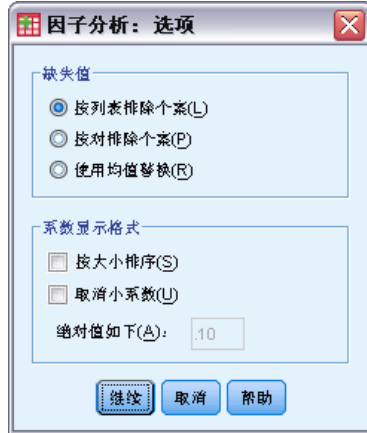 因子分析：选项
缺失值
按列表排除个案(L)
按对排除个案(P)
使用均值替换(R)
系数显示格式
按大小排序(S)
取消小系数(U)
绝对值如下(A)： .10
继续 取消 帮助